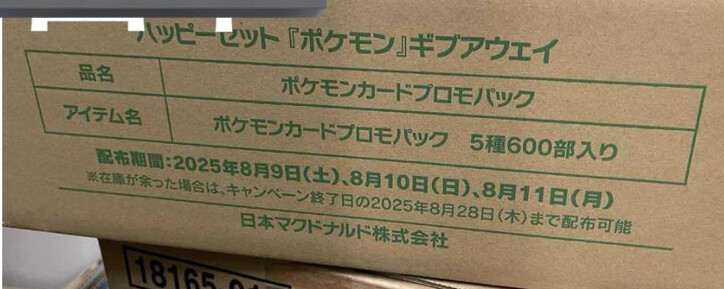 ハッピーセット『ポケモン』ギブアウェイ
品名 ポケモンカードプロモパック
アイテム名 ポケモンカードプロモパック 5種600部入り
配布期間:2025年8月9日(土)、8月10日(日)、8月11日(月)
※在庫が余った場合は、キャンペーン終了日の2025年8月28日(木)まで配布可能
日本マクドナルド株式会社
18165